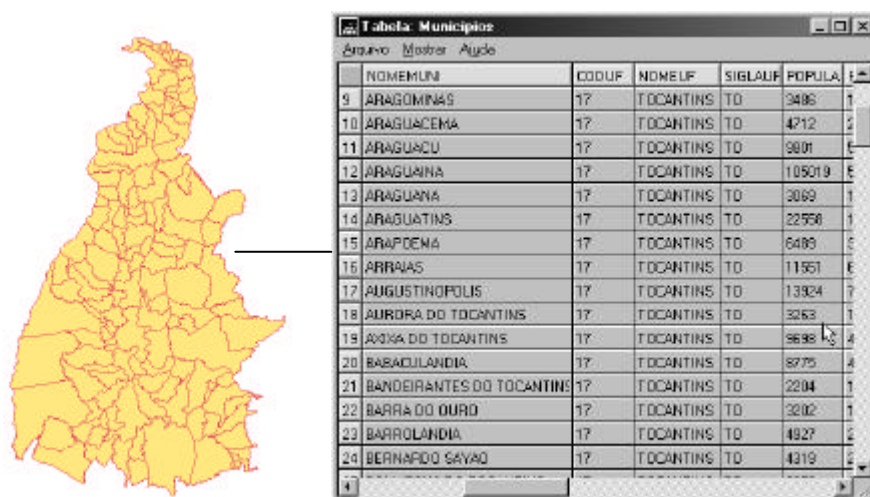 Tabela: Municípios
Arquivo Mostrar Ajuda
NOMEMUNI CODUF NOMEUF SIGLAUF POPULA
9 ARAGOMINAS 17 TOCANTINS TO 3486
10 ARAGUACEMA 17 TOCANTINS TO 4712
11 ARAGUACU 17 TOCANTINS TO 9801
12 ARAGUAINA 17 TOCANTINS TO 105019
13 ARAGUANA 17 TOCANTINS TO 3069
14 ARAGUATINS 17 TOCANTINS TO 22558
15 ARAPOEMA 17 TOCANTINS TO 6489
16 ARRAIAS 17 TOCANTINS TO 11551
17 AUGUSTINOPOLIS 17 TOCANTINS TO 13924
18 AURORA DO TOCANTINS 17 TOCANTINS TO 3263
19 AXIXA DO TOCANTINS 17 TOCANTINS TO 9698
20 BABACULANDIA 17 TOCANTINS TO 8775
21 BANDEIRANTES DO TOCANTINS 17 TOCANTINS TO 2204
22 BARRA DO OURO 17 TOCANTINS TO 3202
23 BARROLANDIA 17 TOCANTINS TO 4927
24 BERNARDO SAYAO 17 TOCANTINS TO 4319